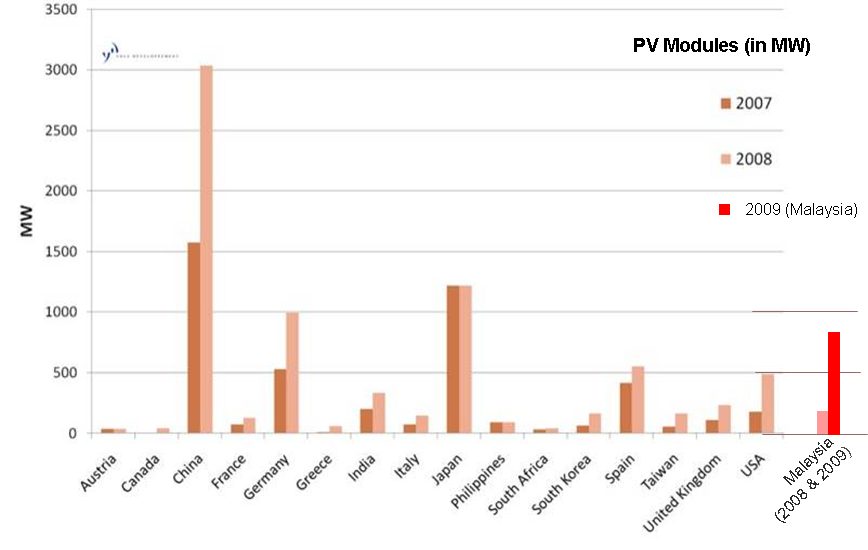 3500
YOLE DEVELOPPEMENT
PV Modules (in MW)
3000
2007
2500
2008
2000
2009 (Malaysia)
MW
1500
1000
500
0
Austria
Canada
China
France
Germany
Greece
India
Italy
Japan
Philippines
South Africa
South Korea
Spain
Taiwan
United Kingdom
USA
Malaysia
(2008 & 2009)